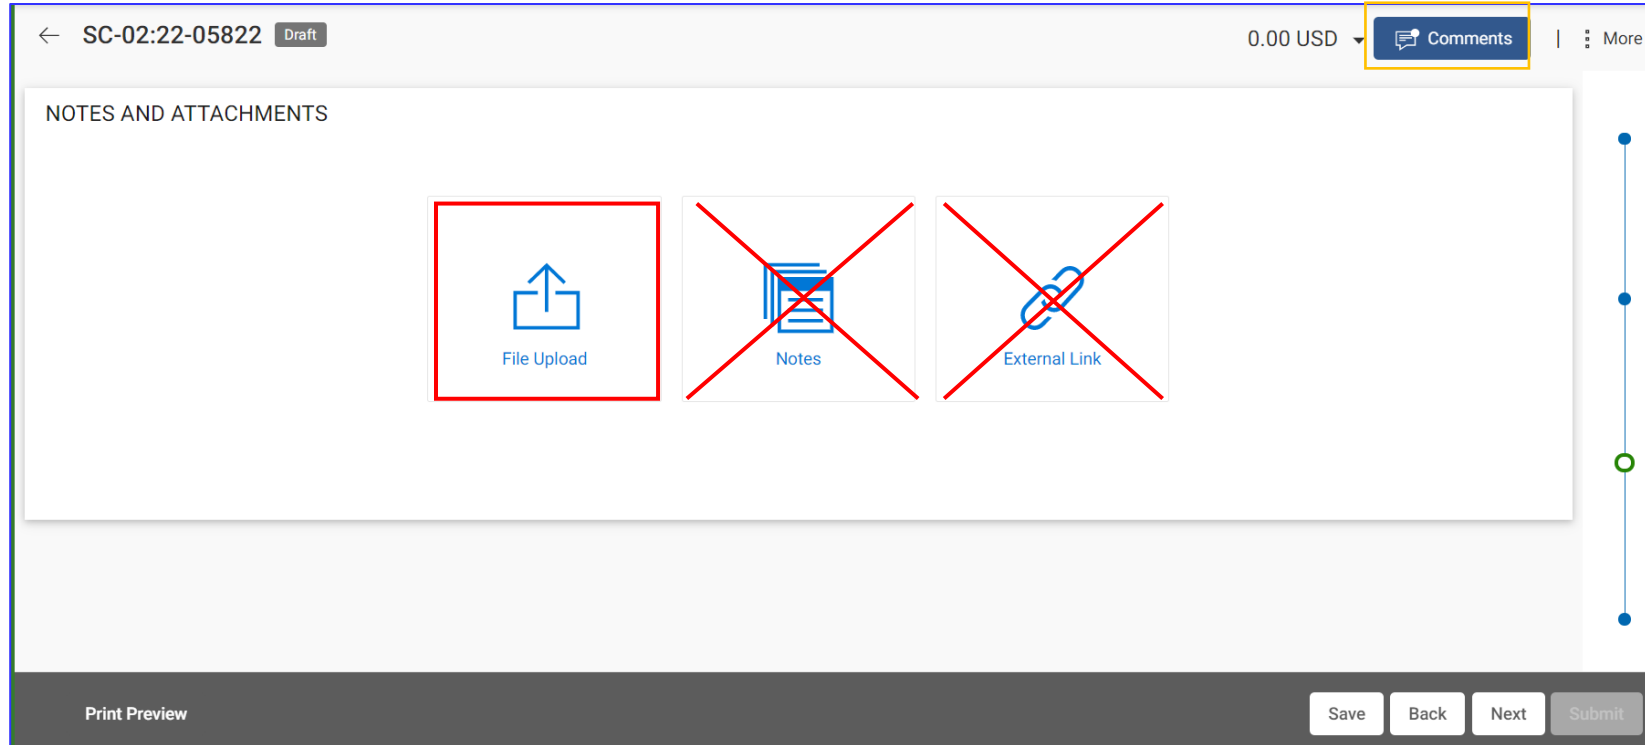 SC-02:22-05822 Draft 0.00 USD Comments | More
NOTES AND ATTACHMENTS
File Upload Notes External Link
Print Preview Save Back Next Submit